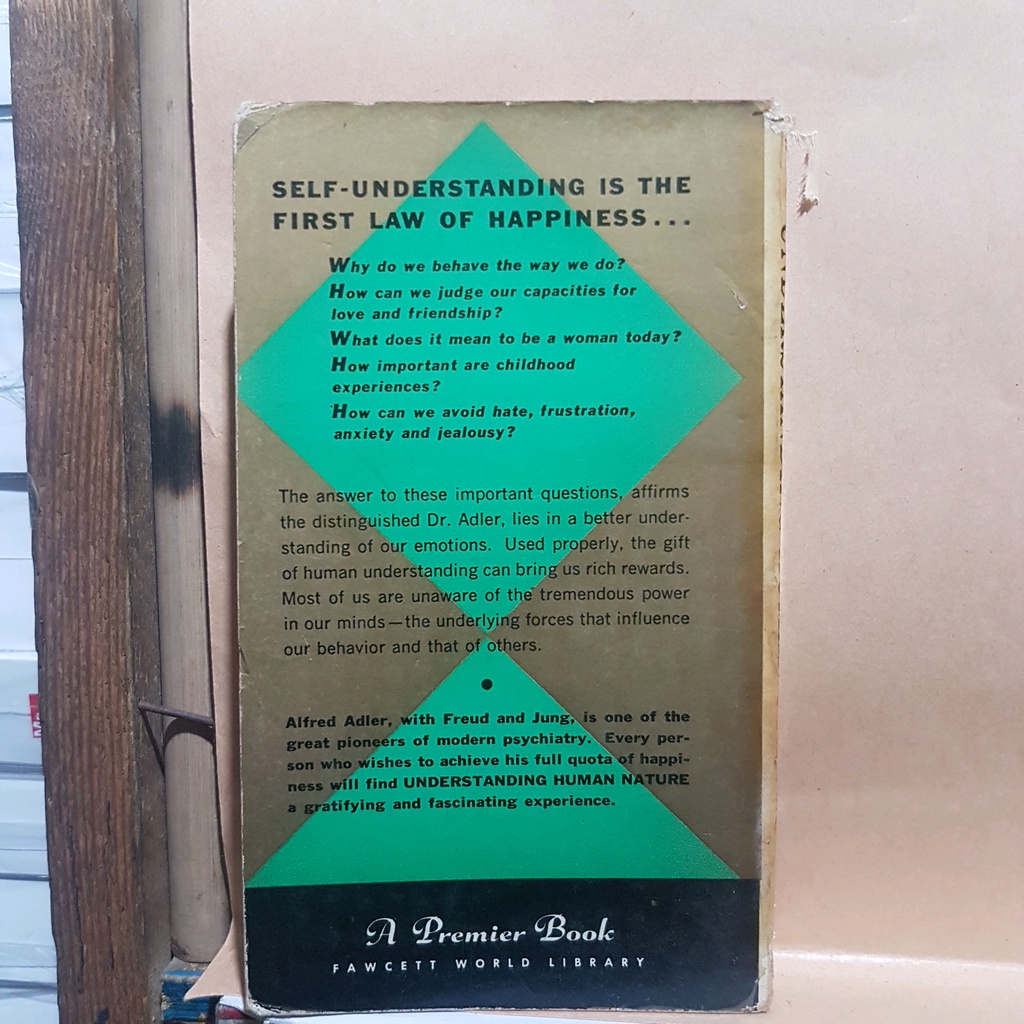 SELF-UNDERSTANDING IS THE
FIRST LAW OF HAPPINESS...
Why do we behave the way we do?
How can we judge our capacities for
love and friendship?
What does it mean to be a woman today?
How important are childhood
experiences?
How can we avoid hate, frustration,
anxiety and jealousy?
The answer to these important questions, affirms
the distinguished Dr. Adler, lies in a better under-
standing of our emotions. Used properly, the gift
of human understanding can bring us rich rewards.
Most of us are unaware of the tremendous power
in our minds—the underlying forces that influence
our behavior and that of others.
Alfred Adler, with Freud and Jung, is one of the
great pioneers of modern psychiatry. Every per-
son who wishes to achieve his full quota of happi-
ness will find UNDERSTANDING HUMAN NATURE
a gratifying and fascinating experience.
A Premier Book
FAWCETT WORLD LIBRARY